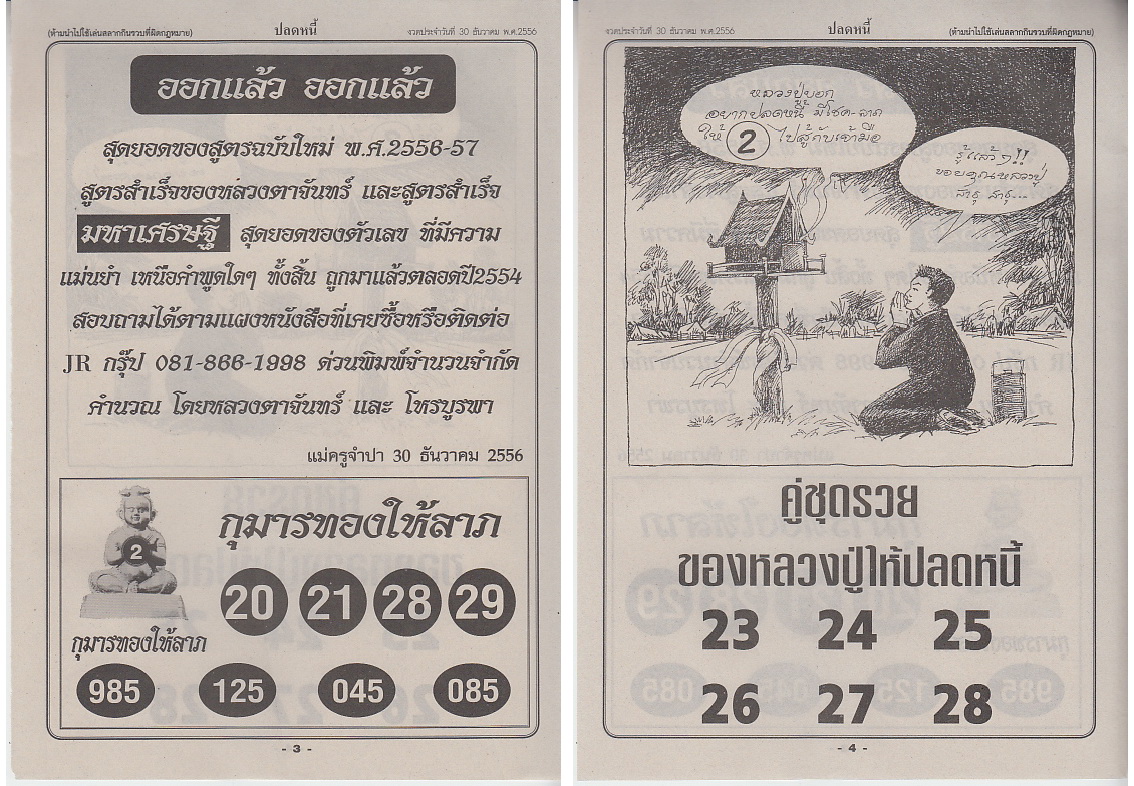 (ห้ามนำไปใช้เล่นสลากกินรวบที่ผิดกฎหมาย) ปลดหนี้ งวดประจำวันที่ 30 ธันวาคม พ.ศ.2556
ออกแล้ว ออกแล้ว
สุดยอดของสูตรฉบับใหม่ พ.ศ.2556-57
สูตรสำเร็จของหลวงตาจันทร์ และสูตรสำเร็จ
มหาเศรษฐี สุดยอดของตัวเลข ที่มีความ
แม่นยำ เหนือคำพูดใดๆ ทั้งสิ้น ถูกมาแล้วตลอดปี2554
สอบถามได้ตามแผงหนังสือที่เคยซื้อหรือติดต่อ
JR กรุ๊ป 081-866-1998 ด่วนพิมพ์จำนวนจำกัด
คำนวณ โดยหลวงตาจันทร์ และ โหรบูรพา
แม่ครูจำปา 30 ธันวาคม 2556
กุมารทองให้ลาภ
2
20 21 28 29
กุมารทองให้ลาภ
985 125 045 085
- 3 -
งวดประจำวันที่ 30 ธันวาคม พ.ศ.2556 ปลดหนี้ (ห้ามนำไปใช้เล่นสลากกินรวบที่ผิดกฎหมาย)
หลวงปู่บอก
อยากปลดหนี้ มีโชค-ลาภ
ให้ 2 ไปสู้กับเจ้ามือ
รู้แล้วๆ!!
ขอบคุณหลวงปู่
สาธุ สาธุ...
คู่ชุดรวย
ของหลวงปู่ให้ปลดหนี้
23 24 25
26 27 28
- 4 -